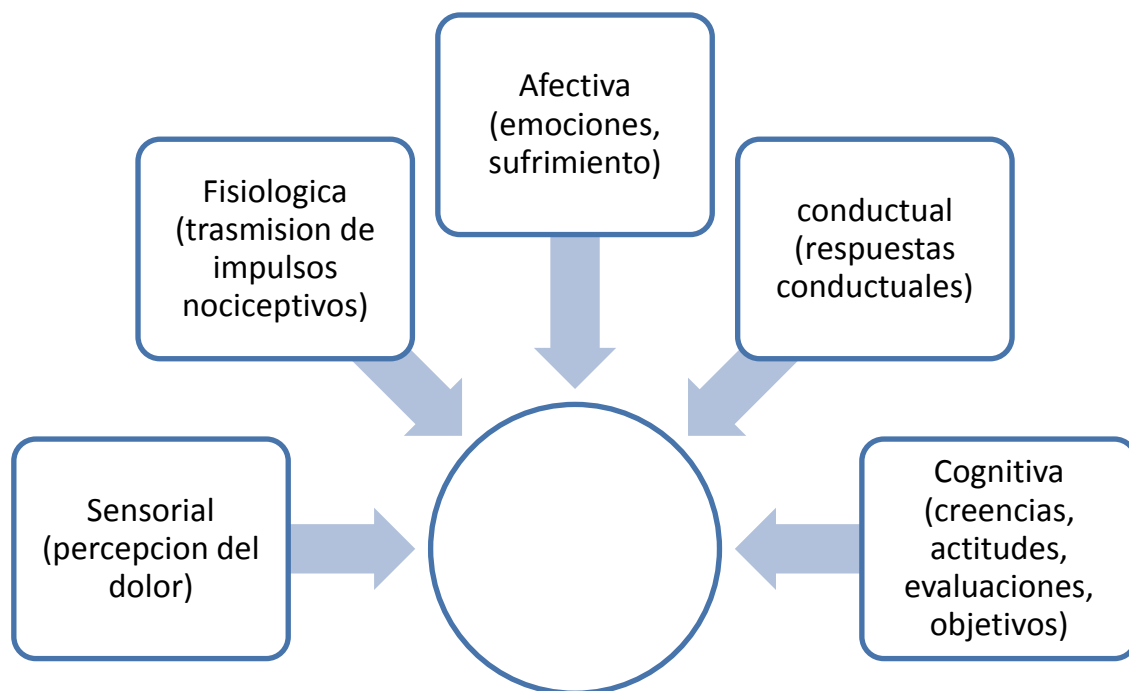 Afectiva
(emociones,
sufrimiento)
Fisiologica
(trasmision de
impulsos
nociceptivos)
conductual
(respuestas
conductuales)
Sensorial
(percepcion del
dolor)
Cognitiva
(creencias,
actitudes,
evaluaciones,
objetivos)